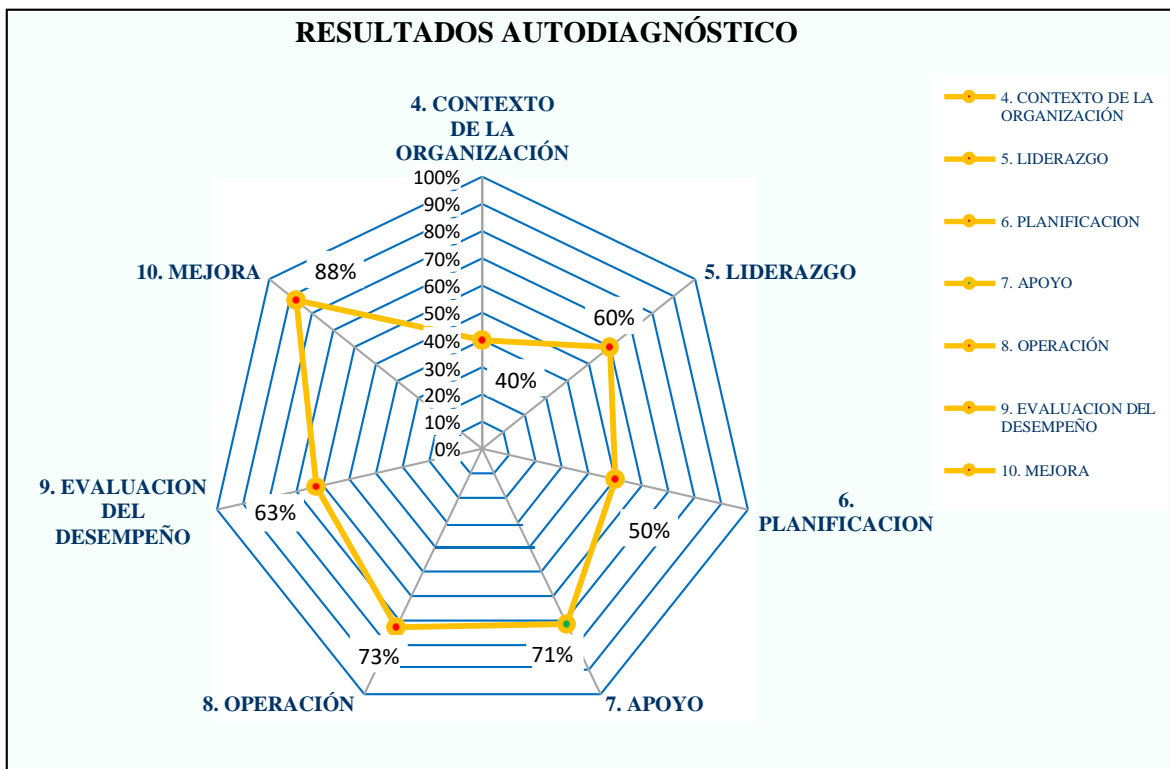 RESULTADOS AUTODIAGNÓSTICO
4. CONTEXTO
DE LA
ORGANIZACIÓN
100%
90%
80%
70%
60%
50%
40%
30%
20%
10%
0%
5. LIDERAZGO
6.
PLANIFICACION
7. APOYO
8. OPERACIÓN
9. EVALUACION
DEL
DESEMPEÑO
10. MEJORA
40%
60%
50%
71%
73%
63%
88%
4. CONTEXTO DE LA
ORGANIZACIÓN
5. LIDERAZGO
6. PLANIFICACION
7. APOYO
8. OPERACIÓN
9. EVALUACION DEL
DESEMPEÑO
10. MEJORA